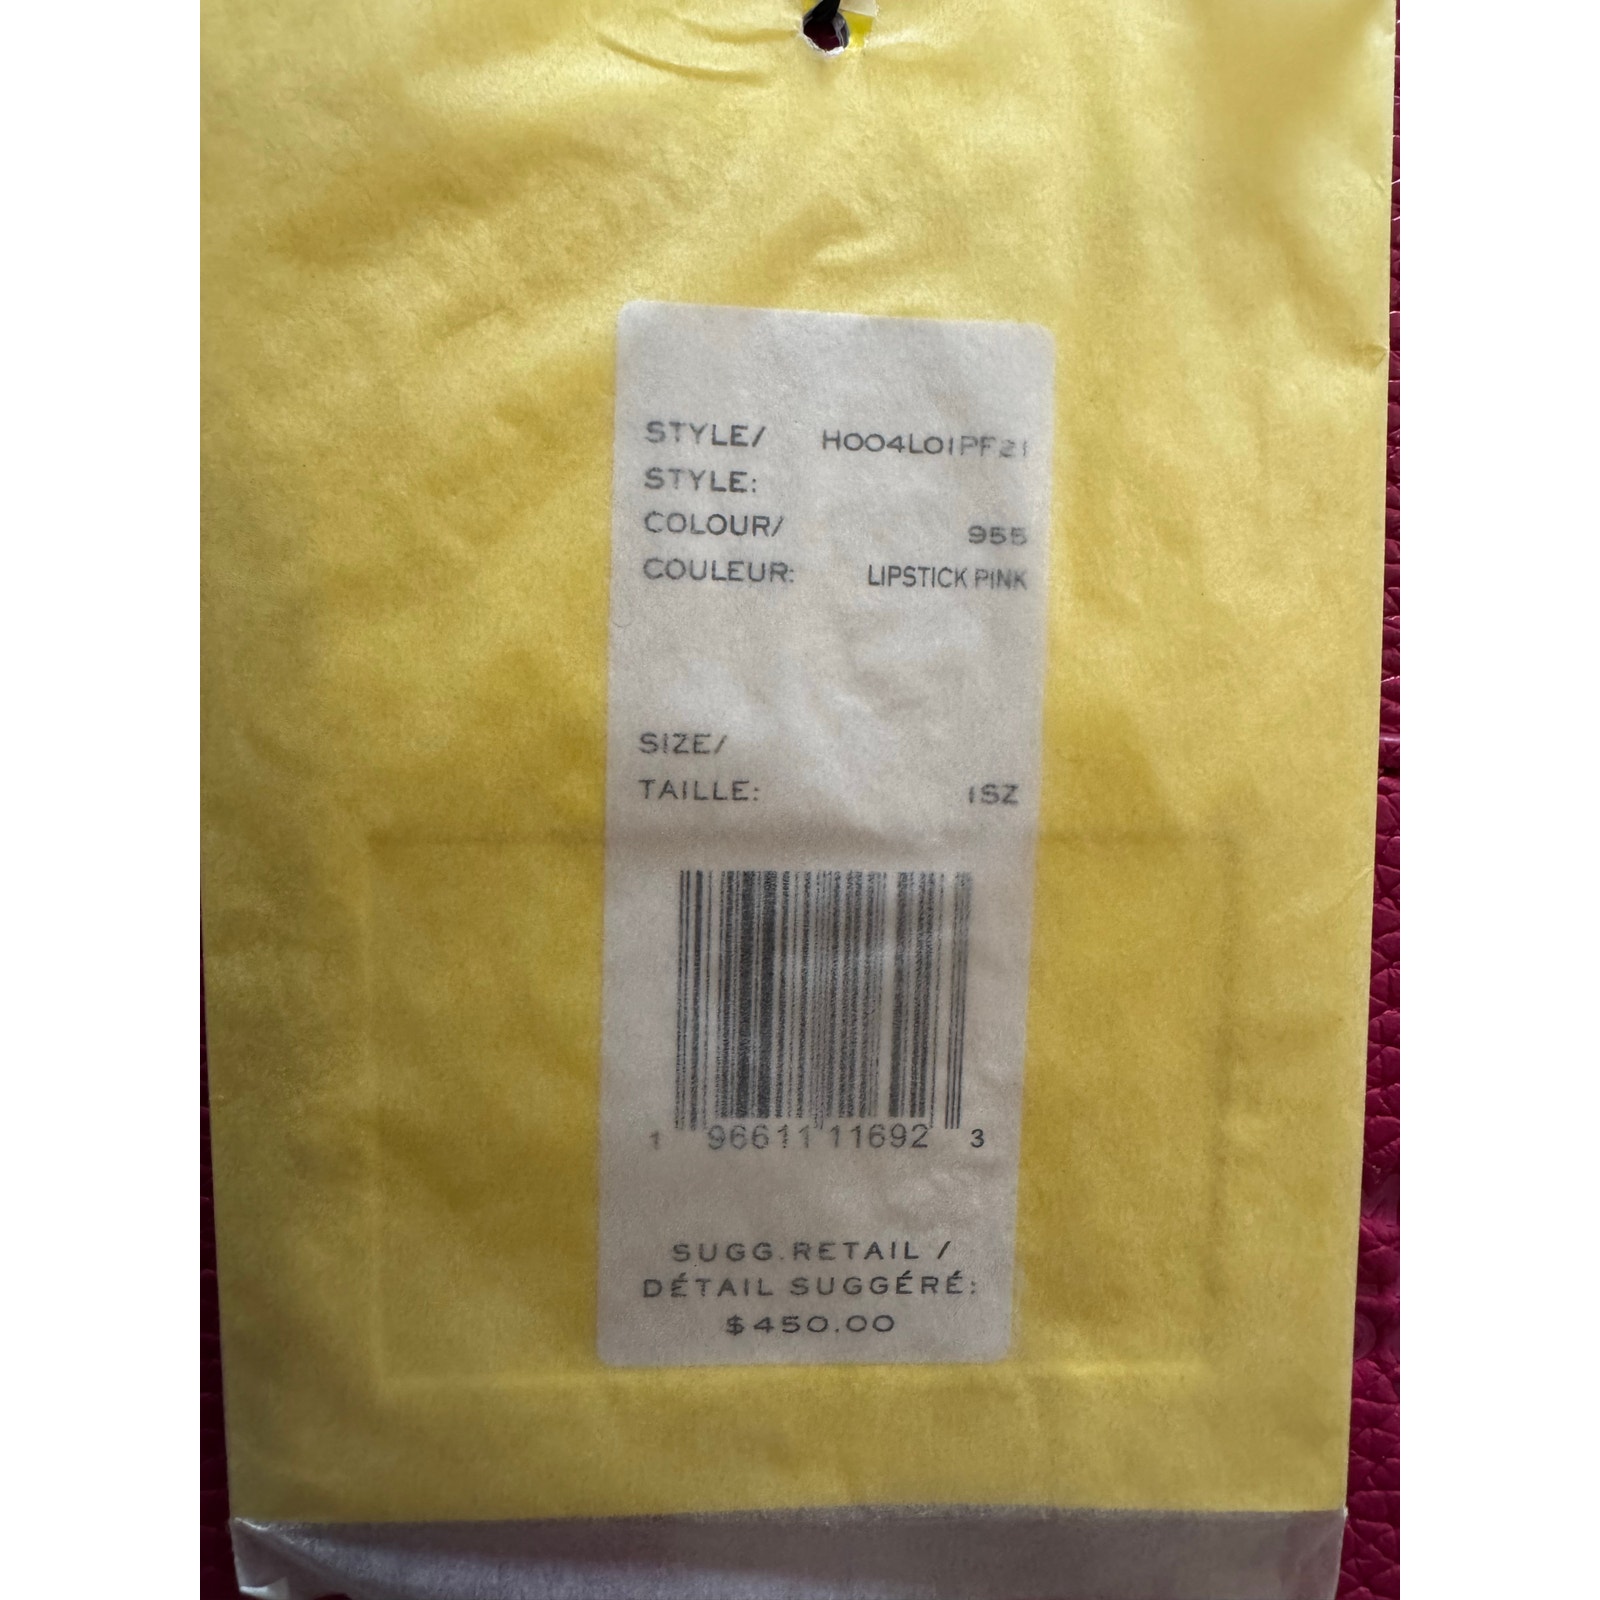 STYLE/ H004L01PF21
STYLE:
COLOUR/ 955
COULEUR: LIPSTICK PINK
SIZE/
TAILLE: 1SZ
1 96611 11692 3
SUGG.RETAIL /
DÉTAIL SUGGÉRÉ:
$450.00